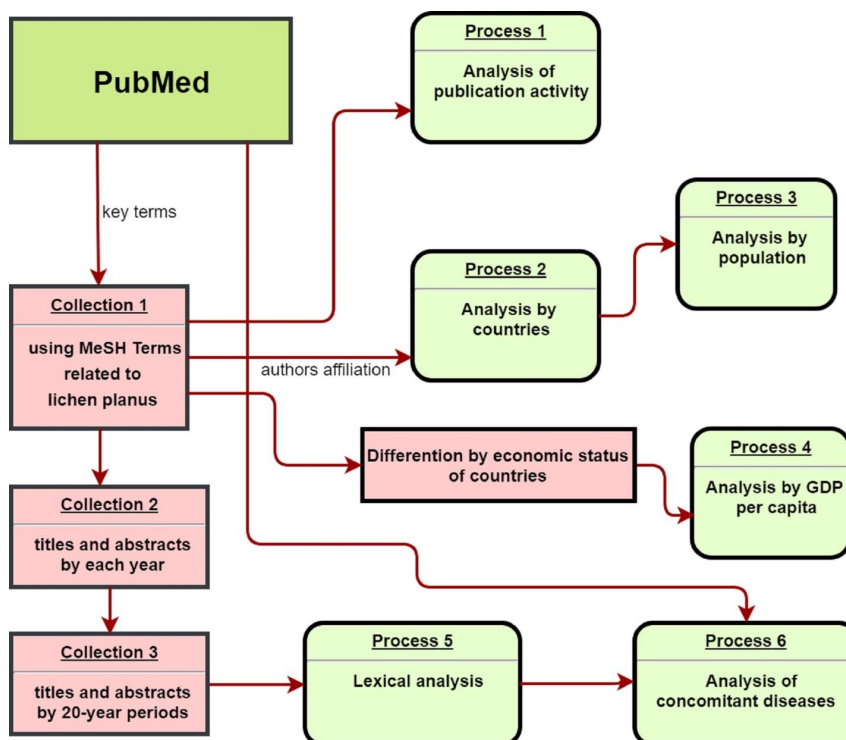 PubMed
key terms
Process 1
Analysis of
publication activity
Process 3
Analysis by
population
Process 2
Analysis by
countries
Collection 1
using MeSH Terms
related to
lichen planus
authors affiliation
Differention by economic status
of countries
Process 4
Analysis by GDP
per capita
Collection 2
titles and abstracts
by each year
Collection 3
titles and abstracts
by 20-year periods
Process 5
Lexical analysis
Process 6
Analysis of
concomitant diseases